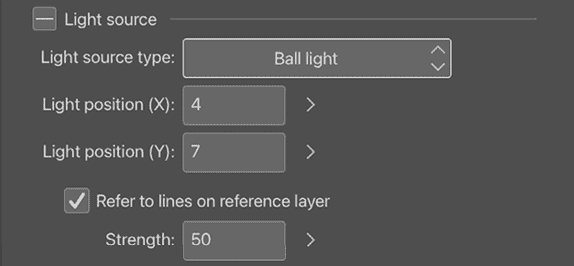 Light source
Light source type: Ball light
Light position (X): 4
Light position (Y): 7
Refer to lines on reference layer
Strength: 50